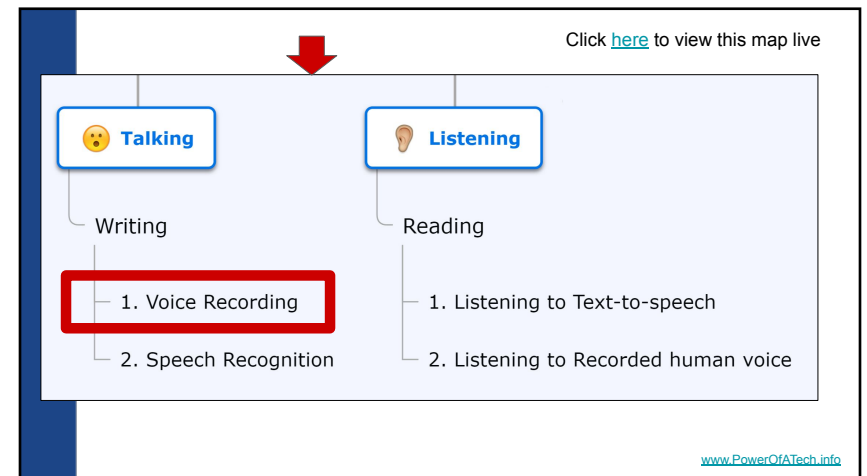 Click here to view this map live
Talking
Writing
1. Voice Recording
2. Speech Recognition
Listening
Reading
1. Listening to Text-to-speech
2. Listening to Recorded human voice
www.PowerOfATech.info